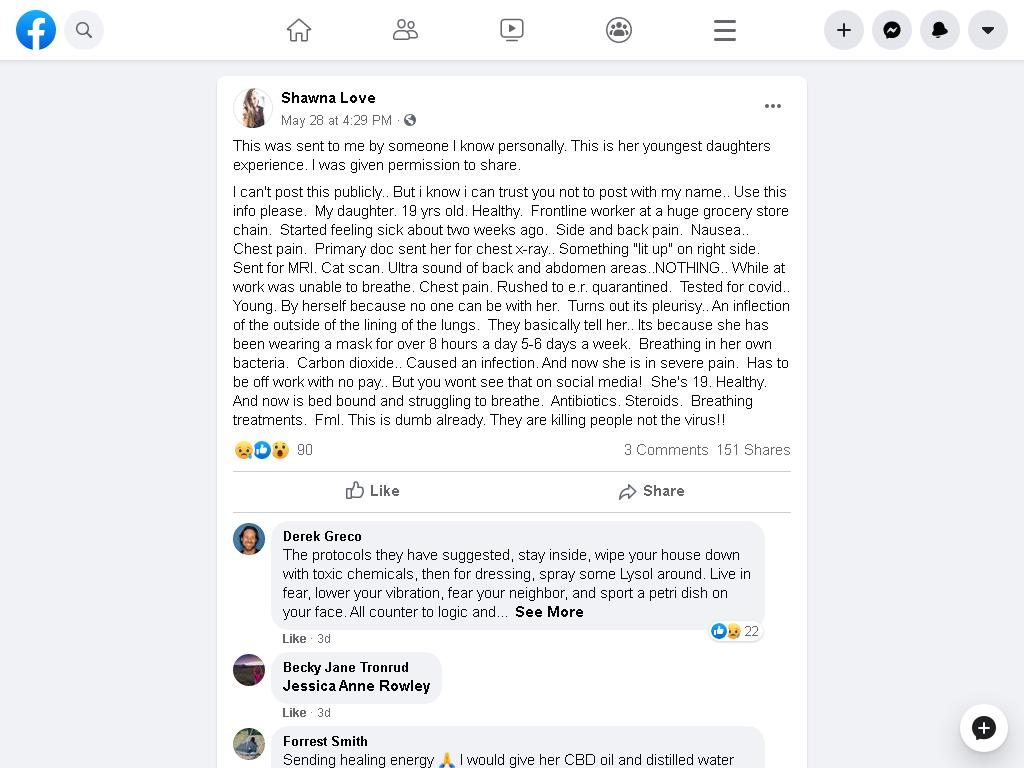 Shawna Love
May 28 at 4:29 PM ·
This was sent to me by someone I know personally. This is her youngest daughters
experience. I was given permission to share.
I can't post this publicly.. But i know i can trust you not to post with my name.. Use this
info please. My daughter. 19 yrs old. Healthy. Frontline worker at a huge grocery store
chain. Started feeling sick about two weeks ago. Side and back pain. Nausea..
Chest pain. Primary doc sent her for chest x-ray.. Something "lit up" on right side.
Sent for MRI. Cat scan. Ultra sound of back and abdomen areas..NOTHING.. While at
work was unable to breathe. Chest pain. Rushed to e.r. quarantined. Tested for covid..
Young. By herself because no one can be with her. Turns out its pleurisy.. An inflection
of the outside of the lining of the lungs. They basically tell her.. Its because she has
been wearing a mask for over 8 hours a day 5-6 days a week. Breathing in her own
bacteria. Carbon dioxide.. Caused an infection. And now she is in severe pain. Has to
be off work with no pay.. But you wont see that on social media! She's 19. Healthy.
And now is bed bound and struggling to breathe. Antibiotics. Steroids. Breathing
treatments. Fml. This is dumb already. They are killing people not the virus!!
90
3 Comments 151 Shares
Like
Share
Derek Greco
The protocols they have suggested, stay inside, wipe your house down
with toxic chemicals, then for dressing, spray some Lysol around. Live in
fear, lower your vibration, fear your neighbor, and sport a petri dish on
your face. All counter to logic and... See More
22
Like · 3d
Becky Jane Tronrud
Jessica Anne Rowley
Like · 3d
Forrest Smith
Sending healing energy 🙏 I would give her CBD oil and distilled water